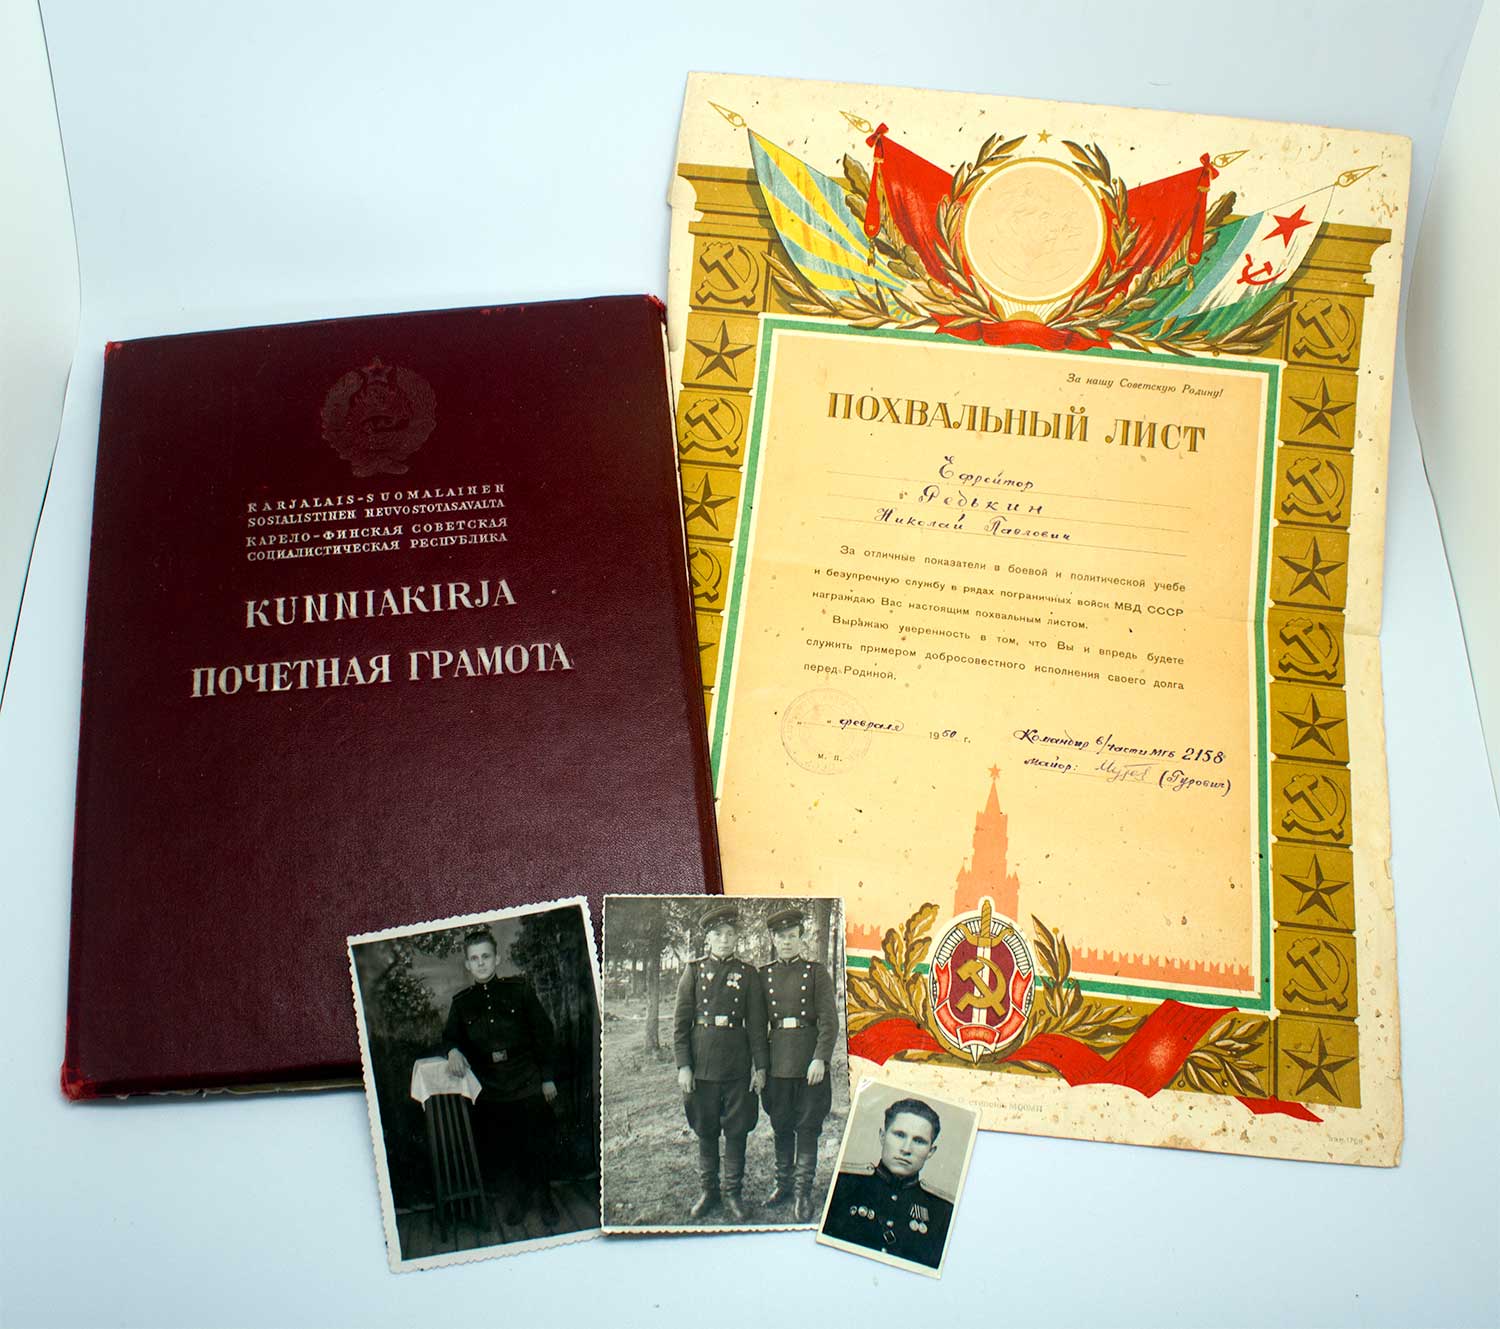 KARJALAIS-SUOMALAINEN
SOSIALISTINEN NEUVOSTOTASAVALTA
КАРЕЛО-ФИНСКАЯ СОВЕТСКАЯ
СОЦИАЛИСТИЧЕСКАЯ РЕСПУБЛИКА
KUNNIAKIRJA
ПОЧЕТНАЯ ГРАМОТА
За нашу Советскую Родину!
ПОХВАЛЬНЫЙ ЛИСТ
Ефрейтор
Редькин
Николай Павлович
За отличные показатели в боевой и политической учебе
и безупречную службу в рядах пограничных войск МВД СССР
награждаю Вас настоящим похвальным листом.
Выражаю уверенность в том, что Вы и впредь будете
служить примером добросовестного исполнения своего долга
перед Родиной.
" " февраля 1950 г.
М. П.
Командир в/части МГБ 2158
майор: (Гурович)